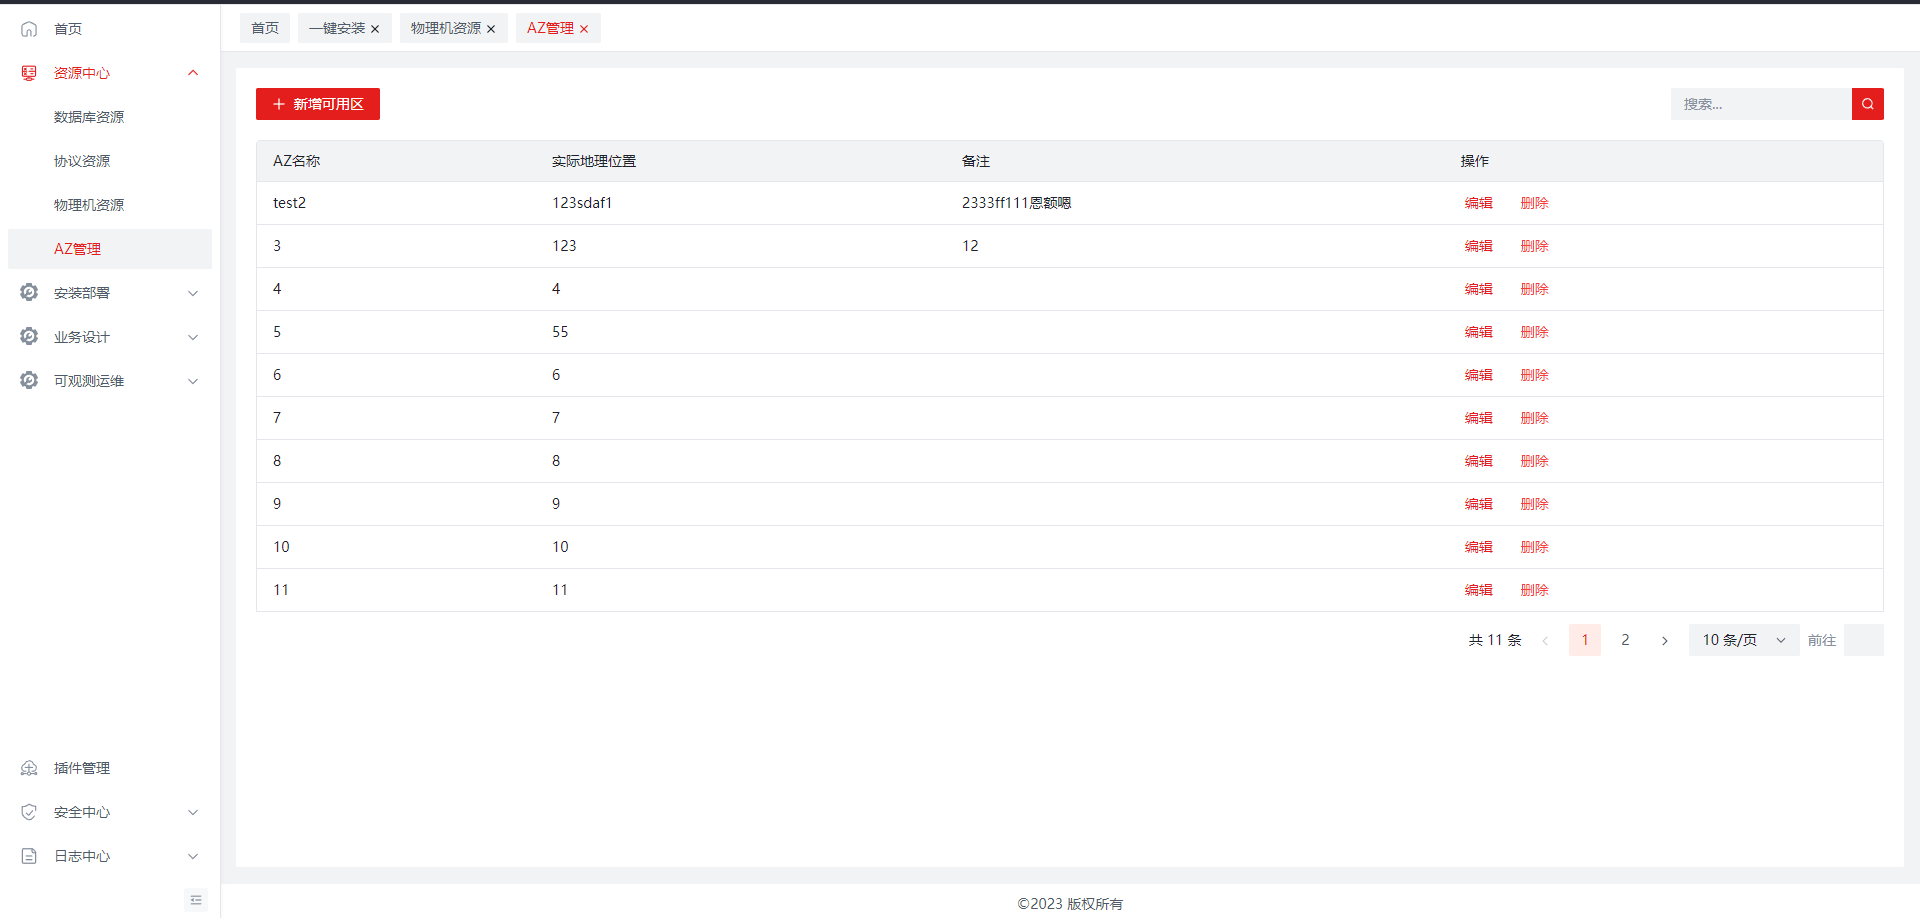 首页
资源中心
数据库资源
协议资源
物理机资源
AZ管理
安装部署
业务设计
可观测运维
插件管理
安全中心
日志中心
首页 一键安装 物理机资源 AZ管理
新增可用区 搜索...
AZ名称 实际地理位置 备注 操作
test2 123sdaf1 2333ff111恩额嗯 编辑 删除
3 123 12 编辑 删除
4 4 编辑 删除
5 55 编辑 删除
6 6 编辑 删除
7 7 编辑 删除
8 8 编辑 删除
9 9 编辑 删除
10 10 编辑 删除
11 11 编辑 删除
共 11 条 1 2 10 条/页 前往
©2023 版权所有